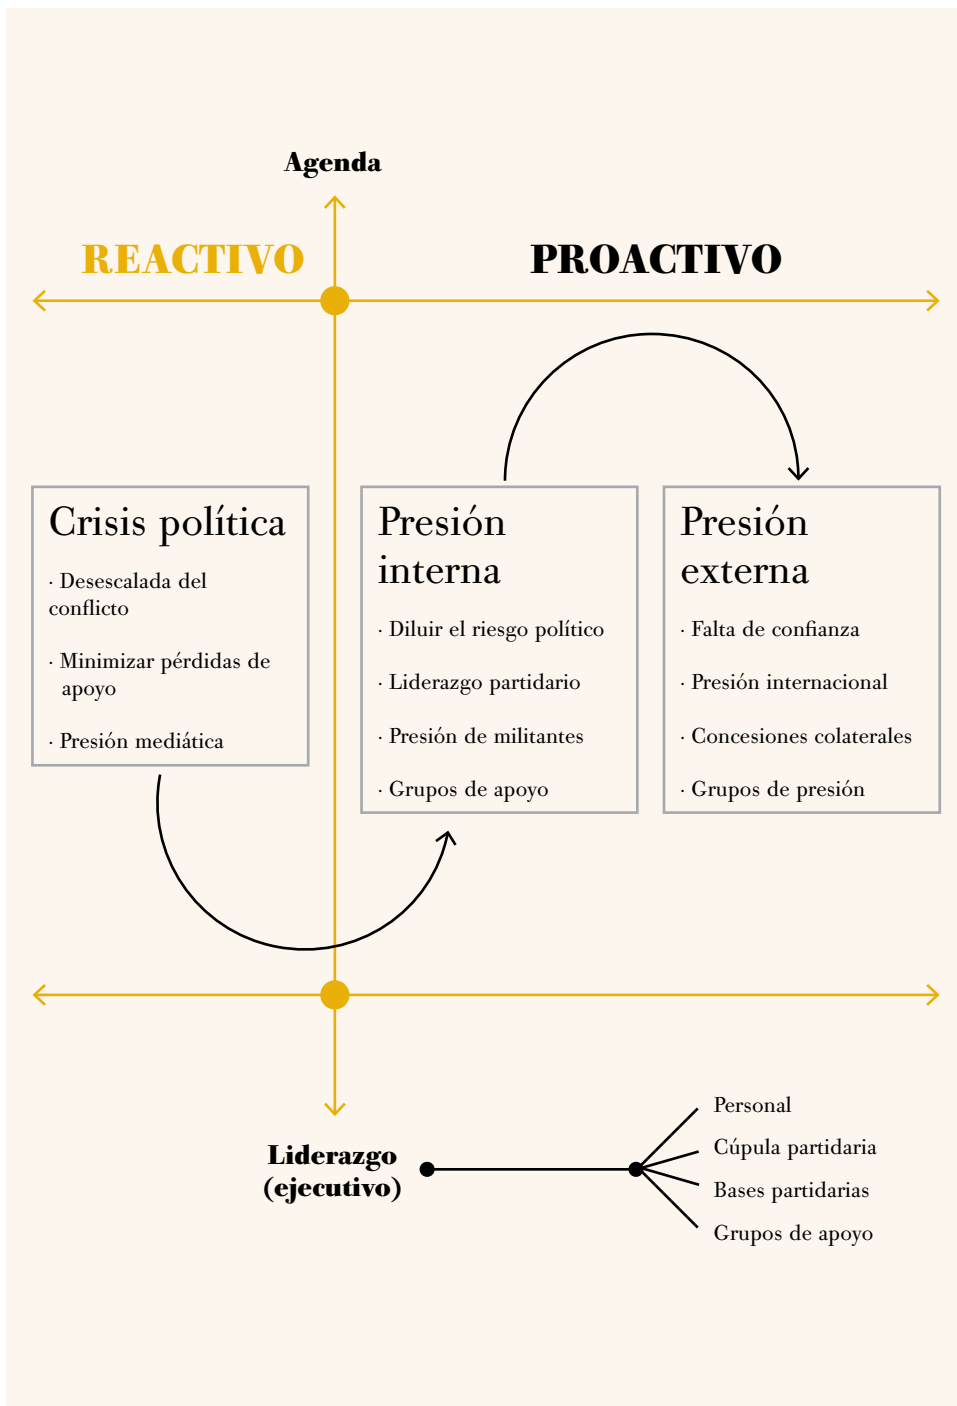 Agenda
REACTIVO
PROACTIVO
Crisis política
· Desescalada del
conflicto
· Minimizar pérdidas de
apoyo
· Presión mediática
Presión
interna
· Diluir el riesgo político
· Liderazgo partidario
· Presión de militantes
· Grupos de apoyo
Presión
externa
· Falta de confianza
· Presión internacional
· Concesiones colaterales
· Grupos de presión
Liderazgo
(ejecutivo)
Personal
Cúpula partidaria
Bases partidarias
Grupos de apoyo